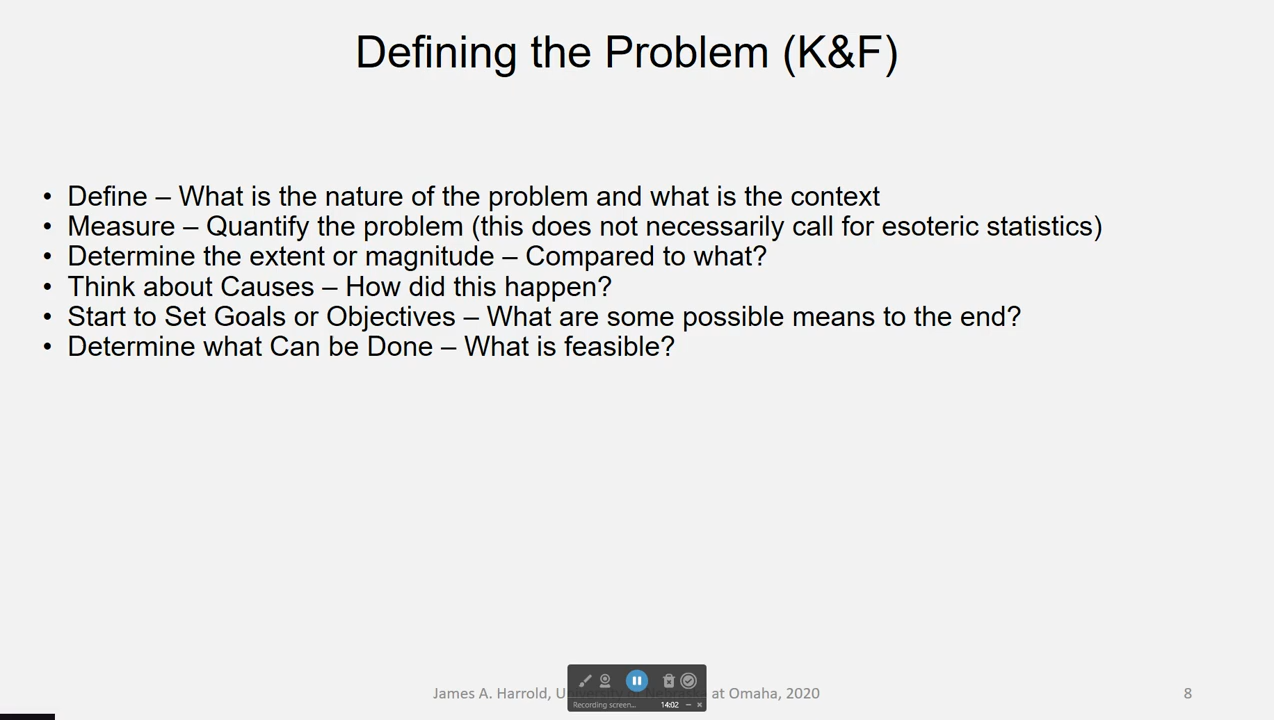 Defining the Problem (K&F)
• Define – What is the nature of the problem and what is the context
• Measure – Quantify the problem (this does not necessarily call for esoteric statistics)
• Determine the extent or magnitude – Compared to what?
• Think about Causes – How did this happen?
• Start to Set Goals or Objectives – What are some possible means to the end?
• Determine what Can be Done – What is feasible?
James A. Harrold, University of Nebraska at Omaha, 2020
8
Recording screen... 14:02